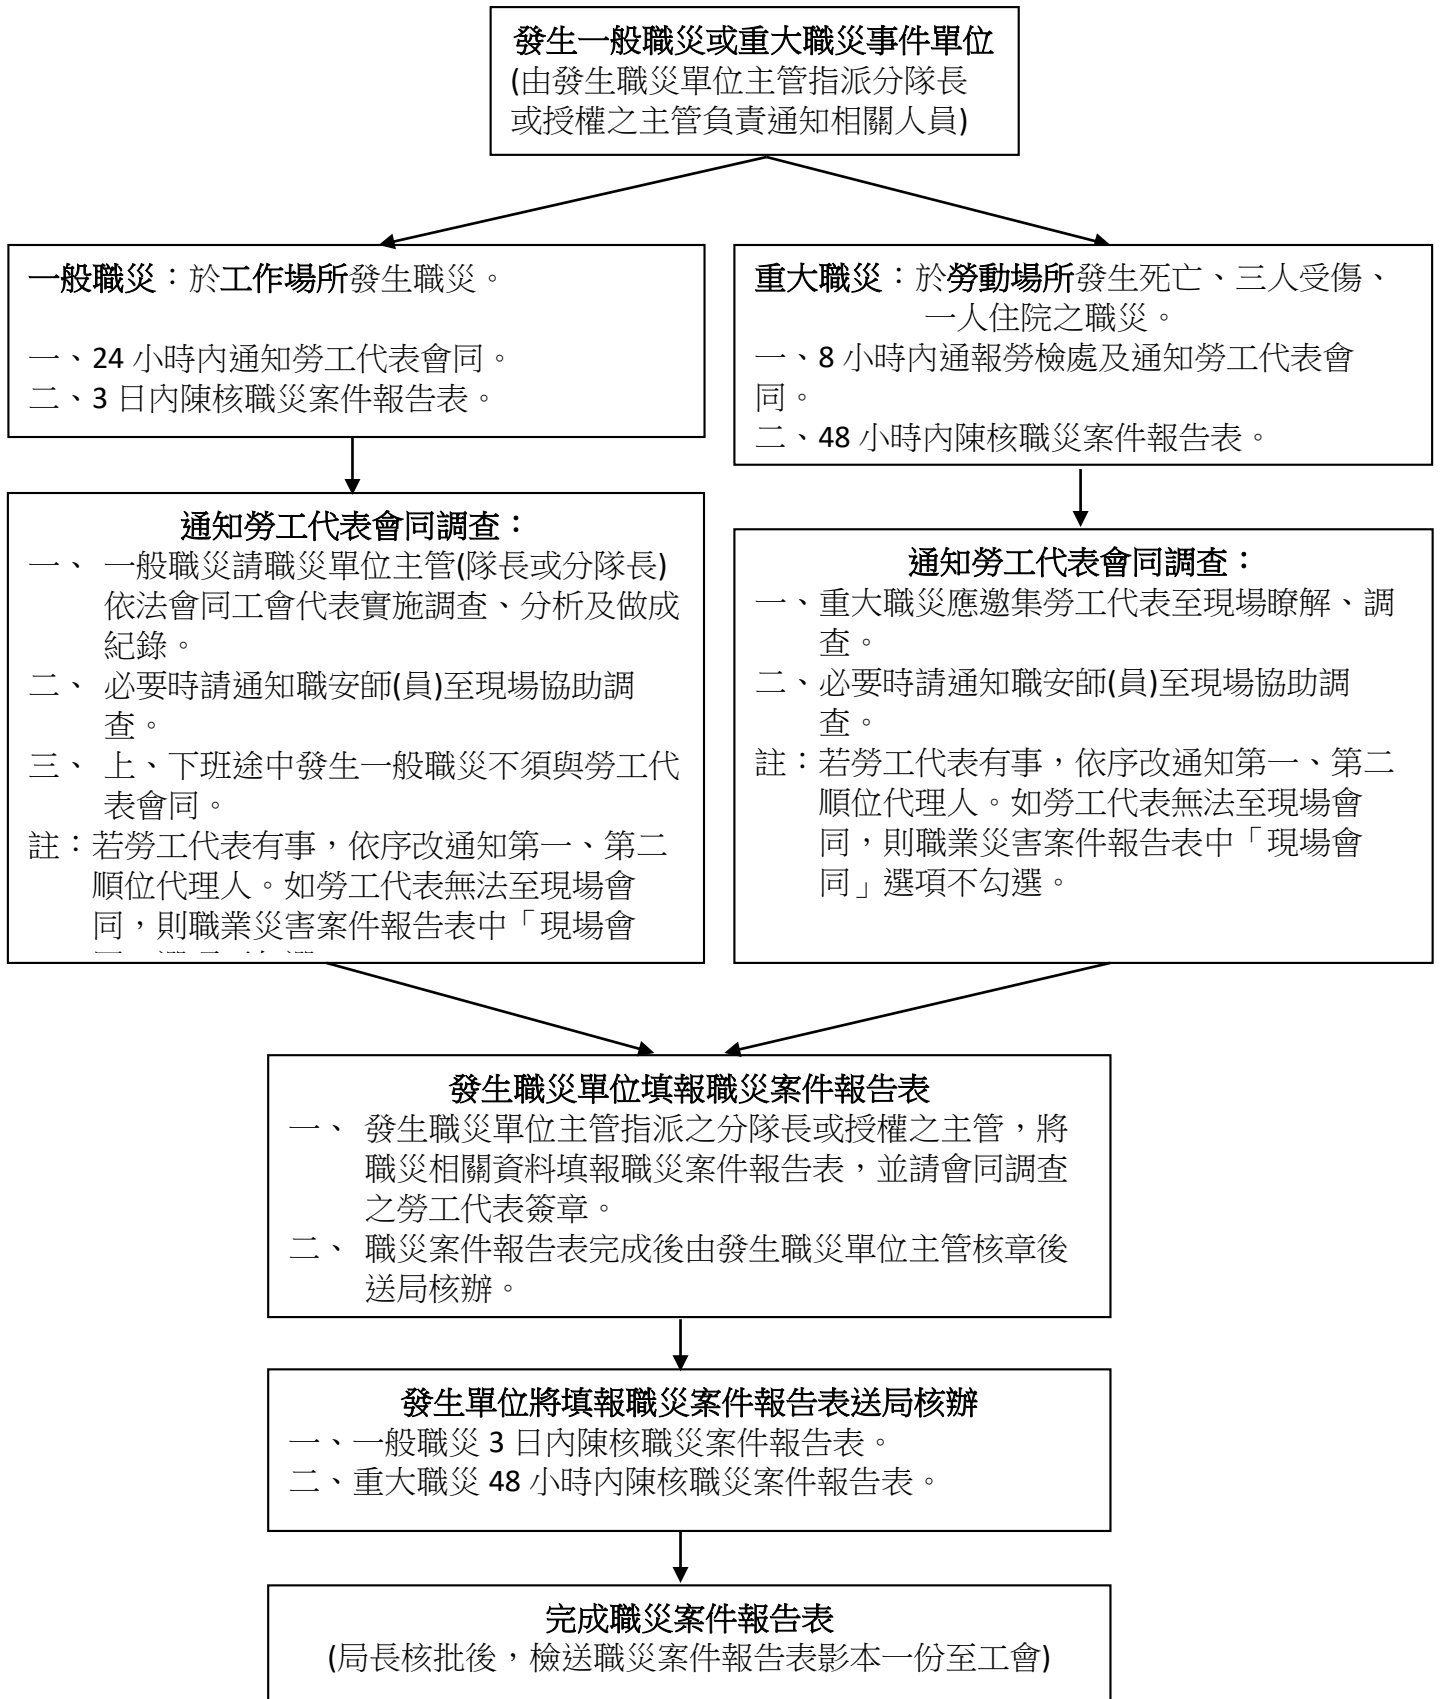 發生一般職災或重大職災事件單位
(由發生職災單位主管指派分隊長
或授權之主管負責通知相關人員)
一般職災：於工作場所發生職災。
一、24 小時內通知勞工代表會同。
二、3 日內陳核職災案件報告表。
重大職災：於勞動場所發生死亡、三人受傷、
一人住院之職災。
一、8 小時內通報勞檢處及通知勞工代表會
同。
二、48 小時內陳核職災案件報告表。
通知勞工代表會同調查：
一、 一般職災請職災單位主管(隊長或分隊長)
依法會同工會代表實施調查、分析及做成
紀錄。
二、 必要時請通知職安師(員)至現場協助調
查。
三、 上、下班途中發生一般職災不須與勞工代
表會同。
註：若勞工代表有事，依序改通知第一、第二
順位代理人。如勞工代表無法至現場會
同，則職業災害案件報告表中「現場會
通知勞工代表會同調查：
一、重大職災應邀集勞工代表至現場瞭解、調
查。
二、必要時請通知職安師(員)至現場協助調
查。
註：若勞工代表有事，依序改通知第一、第二
順位代理人。如勞工代表無法至現場會
同，則職業災害案件報告表中「現場會
同」選項不勾選。
發生職災單位填報職災案件報告表
一、 發生職災單位主管指派之分隊長或授權之主管，將
職災相關資料填報職災案件報告表，並請會同調查
之勞工代表簽章。
二、 職災案件報告表完成後由發生職災單位主管核章後
送局核辦。
發生單位將填報職災案件報告表送局核辦
一、一般職災 3 日內陳核職災案件報告表。
二、重大職災 48 小時內陳核職災案件報告表。
完成職災案件報告表
(局長核批後，檢送職災案件報告表影本一份至工會)